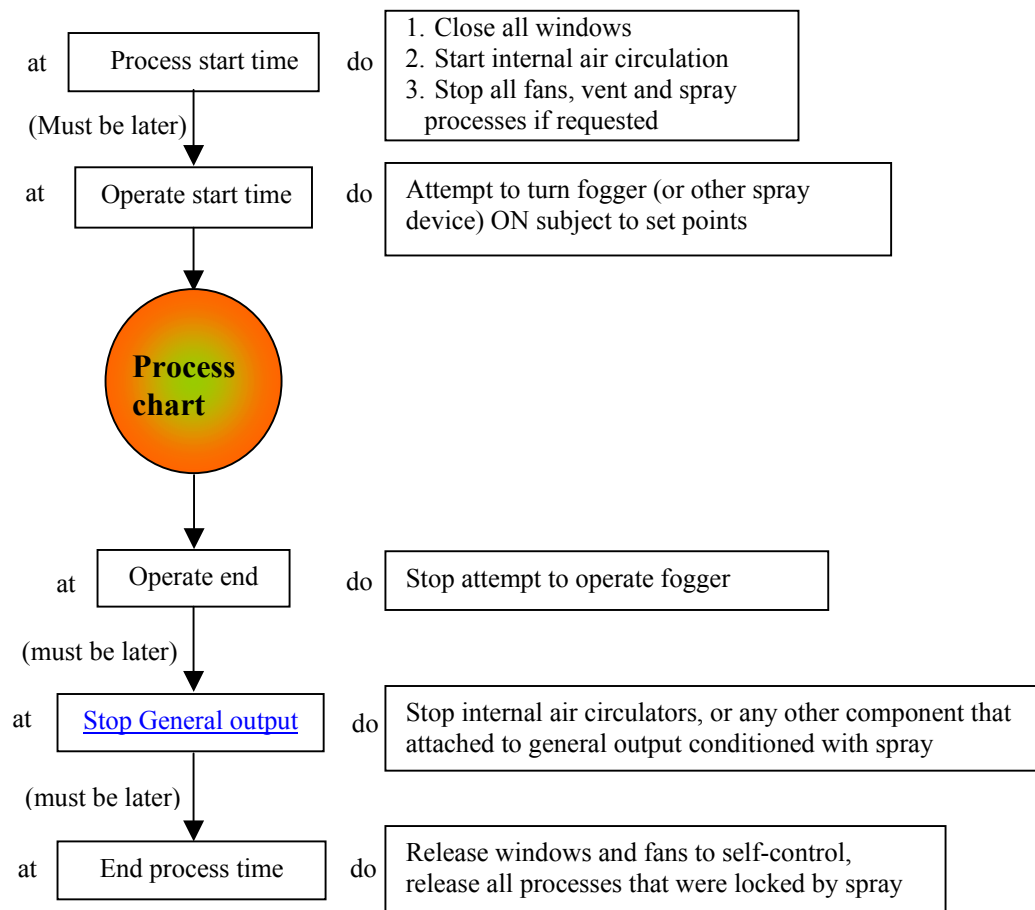 at Process start time do
1. Close all windows
2. Start internal air circulation
3. Stop all fans, vent and spray
processes if requested
(Must be later)
at Operate start time do
Attempt to turn fogger (or other spray
device) ON subject to set points
Process
chart
at Operate end do Stop attempt to operate fogger
(must be later)
at Stop General output do
Stop internal air circulators, or any other component that
attached to general output conditioned with spray
(must be later)
at End process time do
Release windows and fans to self-control,
release all processes that were locked by spray